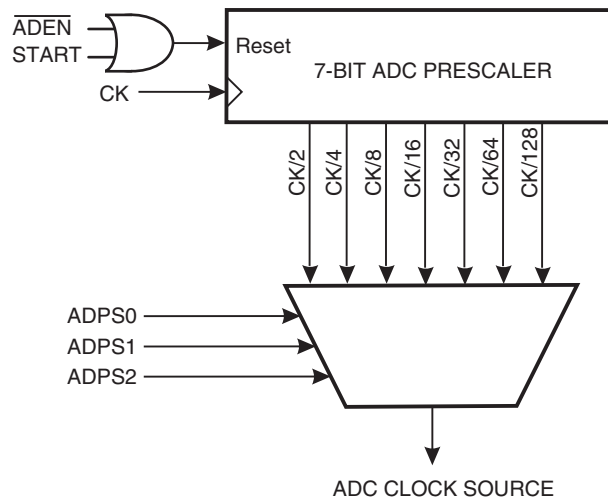 ADEN
START
Reset
7-BIT ADC PRESCALER
CK
CK/2
CK/4
CK/8
CK/16
CK/32
CK/64
CK/128
ADPS0
ADPS1
ADPS2
ADC CLOCK SOURCE